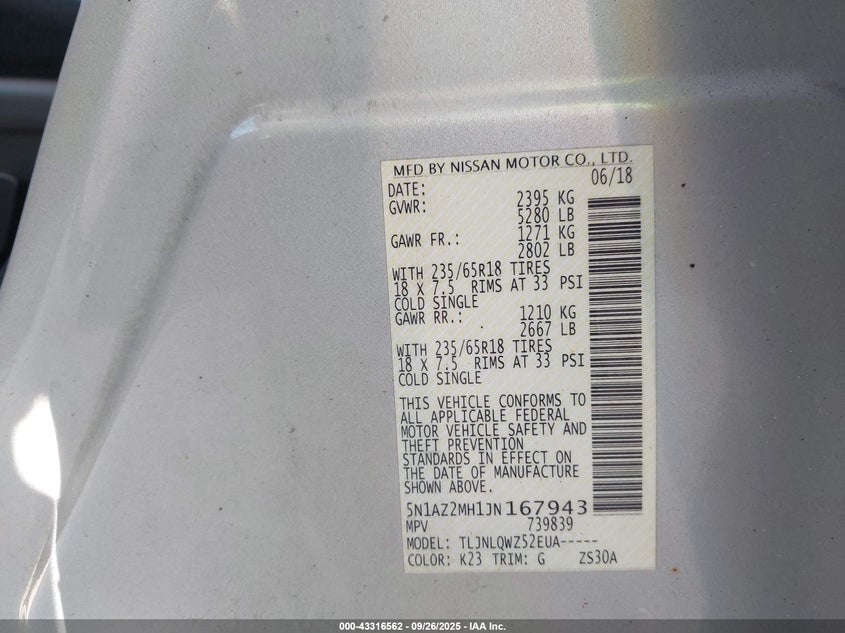 MFD BY NISSAN MOTOR CO., LTD.
DATE: 06/18
GVWR: 2395 KG
5280 LB
GAWR FR.: 1271 KG
2802 LB
WITH 235/65R18 TIRES
18 X 7.5 RIMS AT 33 PSI
COLD SINGLE
GAWR RR.: 1210 KG
2667 LB
WITH 235/65R18 TIRES
18 X 7.5 RIMS AT 33 PSI
COLD SINGLE
THIS VEHICLE CONFORMS TO
ALL APPLICABLE FEDERAL
MOTOR VEHICLE SAFETY AND
THEFT PREVENTION
STANDARDS IN EFFECT ON
THE DATE OF MANUFACTURE
SHOWN ABOVE.
5N1AZ2MH1JN167943
MPV 739839
MODEL: TLJNLQWZ52EUA-----
COLOR: K23 TRIM: G ZS30A
000-43316562 - 09/26/2025 - IAA Inc.